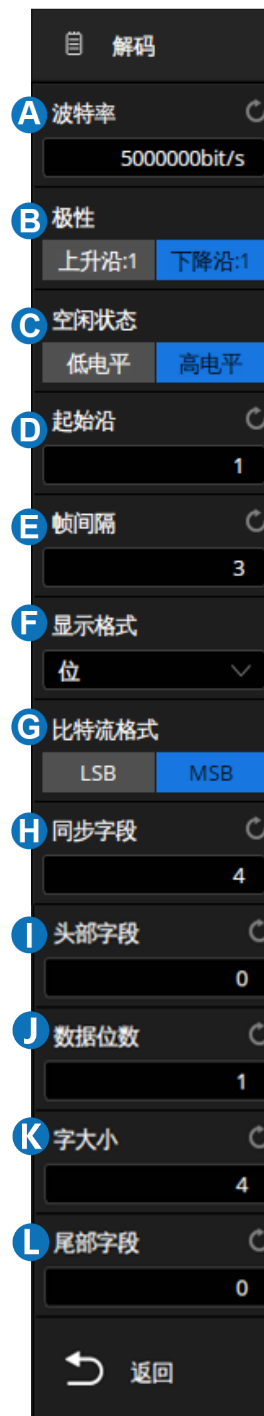 解码
A 波特率
5000000bit/s
B 极性
上升沿:1 下降沿:1
C 空闲状态
低电平 高电平
D 起始沿
1
E 帧间隔
3
F 显示格式
位
G 比特流格式
LSB MSB
H 同步字段
4
I 头部字段
0
J 数据位数
1
K 字大小
4
L 尾部字段
0
返回